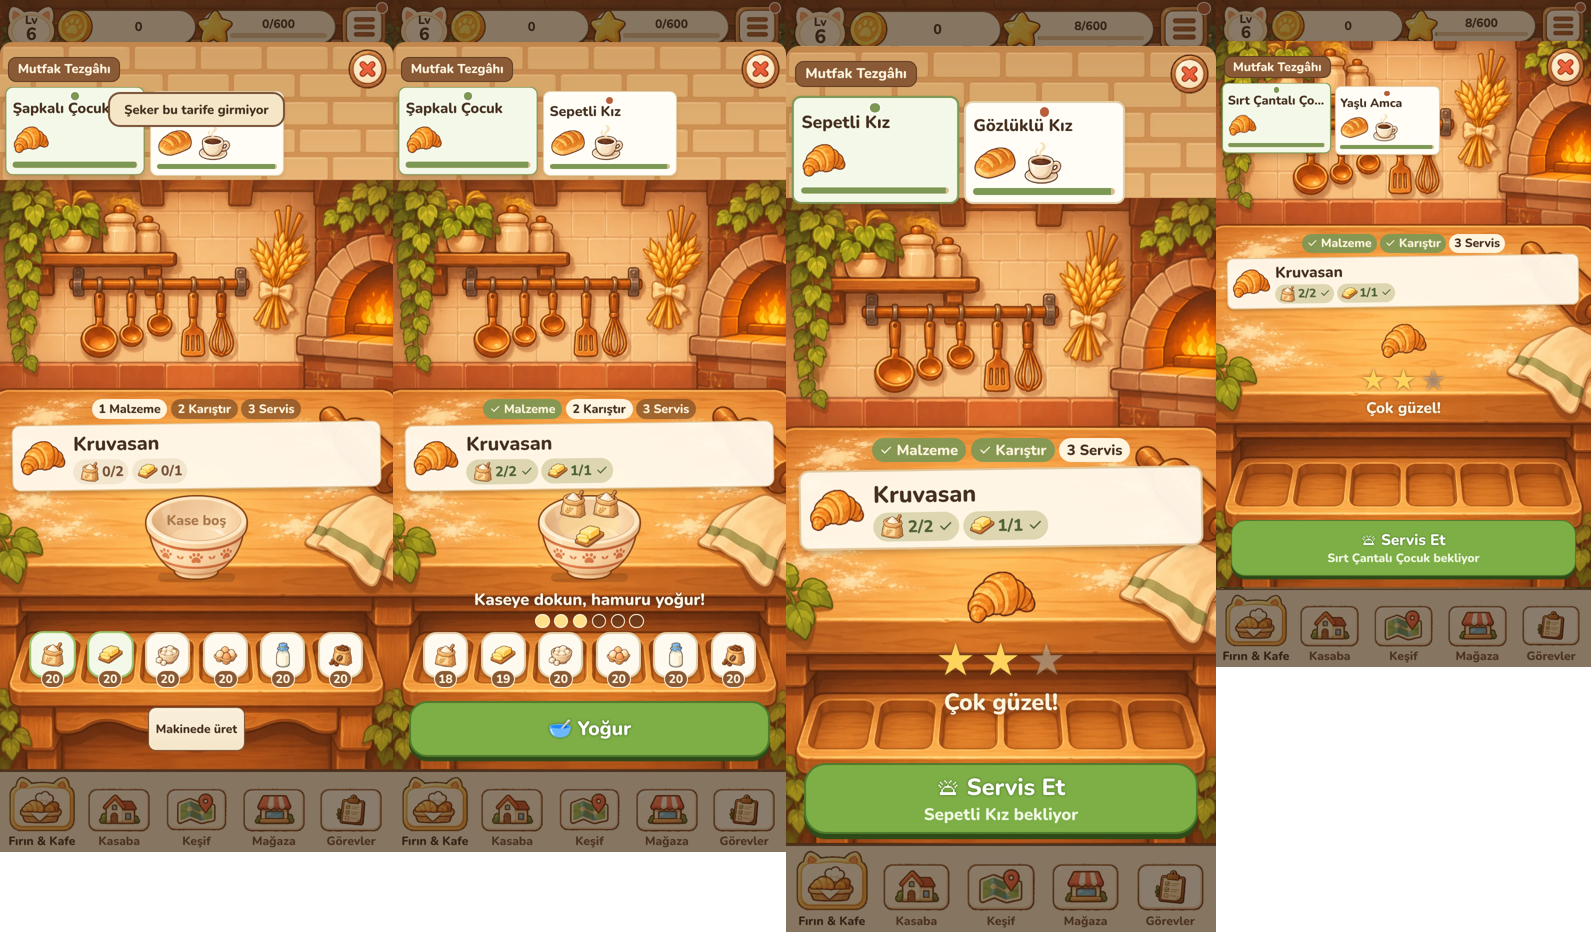 Lv
6
0
0/600
Mutfak Tezgâhı
Şapkalı Çocuk
Şeker bu tarife girmiyor
1 Malzeme
2 Karıştır
3 Servis
Kruvasan
0/2
0/1
Kase boş
20
20
20
20
20
20
Makinede üret
Fırın & Kafe
Kasaba
Keşif
Mağaza
Görevler
Lv
6
0
0/600
Mutfak Tezgâhı
Şapkalı Çocuk
Sepetli Kız
Malzeme
2 Karıştır
3 Servis
Kruvasan
2/2
1/1
Kaseye dokun, hamuru yoğur!
18
19
20
20
20
20
Yoğur
Fırın & Kafe
Kasaba
Keşif
Mağaza
Görevler
Lv
6
0
8/600
Mutfak Tezgâhı
Sepetli Kız
Gözlüklü Kız
Malzeme
Karıştır
3 Servis
Kruvasan
2/2
1/1
Çok güzel!
Servis Et
Sepetli Kız bekliyor
Fırın & Kafe
Kasaba
Keşif
Mağaza
Görevler
Lv
6
0
8/600
Mutfak Tezgâhı
Sırt Çantalı Ço...
Yaşlı Amca
Malzeme
Karıştır
3 Servis
Kruvasan
2/2
1/1
Çok güzel!
Servis Et
Sırt Çantalı Çocuk bekliyor
Fırın & Kafe
Kasaba
Keşif
Mağaza
Görevler